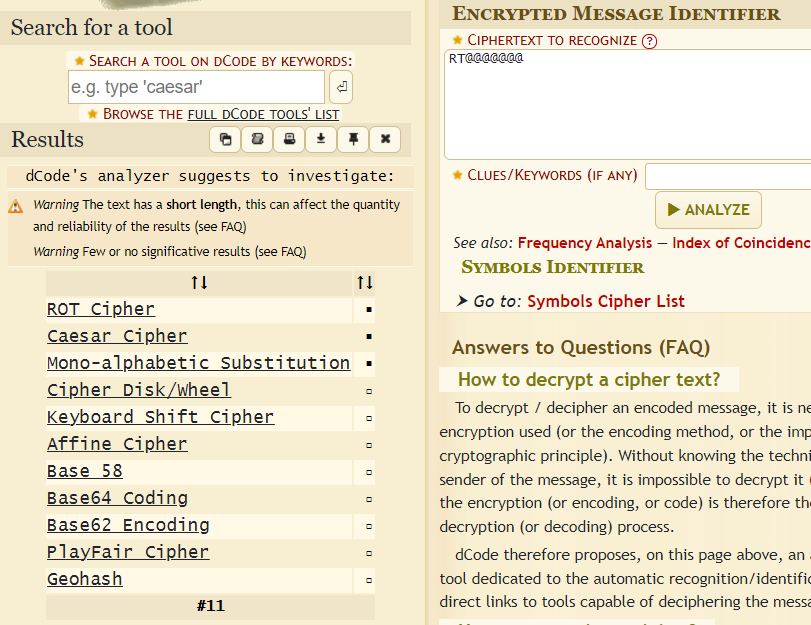 Search for a tool
★ Search a tool on dCode by keywords:
e.g. type 'caesar'
★ Browse the full dCode tools' list
Results
dCode's analyzer suggests to investigate:
Warning The text has a short length, this can affect the quantity
and reliability of the results (see FAQ)
Warning Few or no significative results (see FAQ)
↑↓ ↑↓
ROT Cipher ▪
Caesar Cipher ▪
Mono-alphabetic Substitution ▪
Cipher Disk/Wheel ▫
Keyboard Shift Cipher ▫
Affine Cipher ▫
Base 58 ▫
Base64 Coding ▫
Base62 Encoding ▫
PlayFair Cipher ▫
Geohash ▫
#11
Encrypted Message Identifier
★ Ciphertext to recognize ?
RT@@@@@@@
★ Clues/Keywords (if any)
▶ ANALYZE
See also: Frequency Analysis — Index of Coincidenc
Symbols Identifier
➤ Go to: Symbols Cipher List
Answers to Questions (FAQ)
How to decrypt a cipher text?
To decrypt / decipher an encoded message, it is ne
encryption used (or the encoding method, or the imp
cryptographic principle). Without knowing the techni
sender of the message, it is impossible to decrypt it (
the encryption (or encoding, or code) is therefore the
decryption (or decoding) process.
dCode therefore proposes, on this page above, an a
tool dedicated to the automatic recognition/identific
direct links to tools capable of deciphering the messa